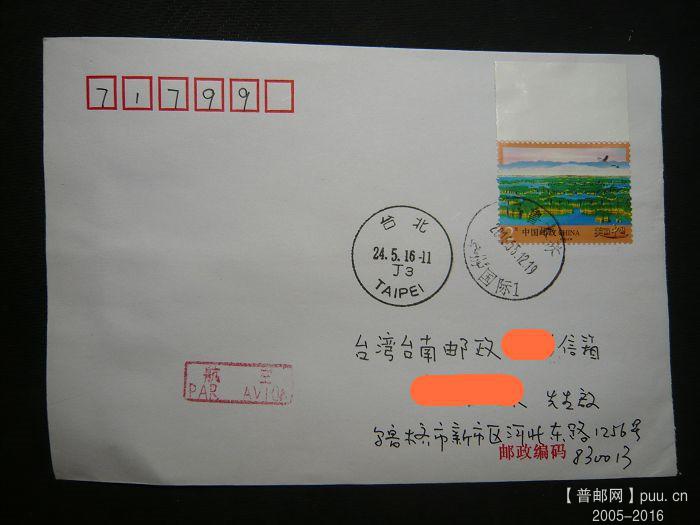 71799
中国邮政 CHINA
台北
24.5.16-11
J3
TAIPEI
国际1
台湾台南邮政 信箱
先生啟
航空
PAR AVION
乌鲁木齐市新市区河北东路1256号
邮政编码
830013
【普邮网】puu.cn
2005-2016